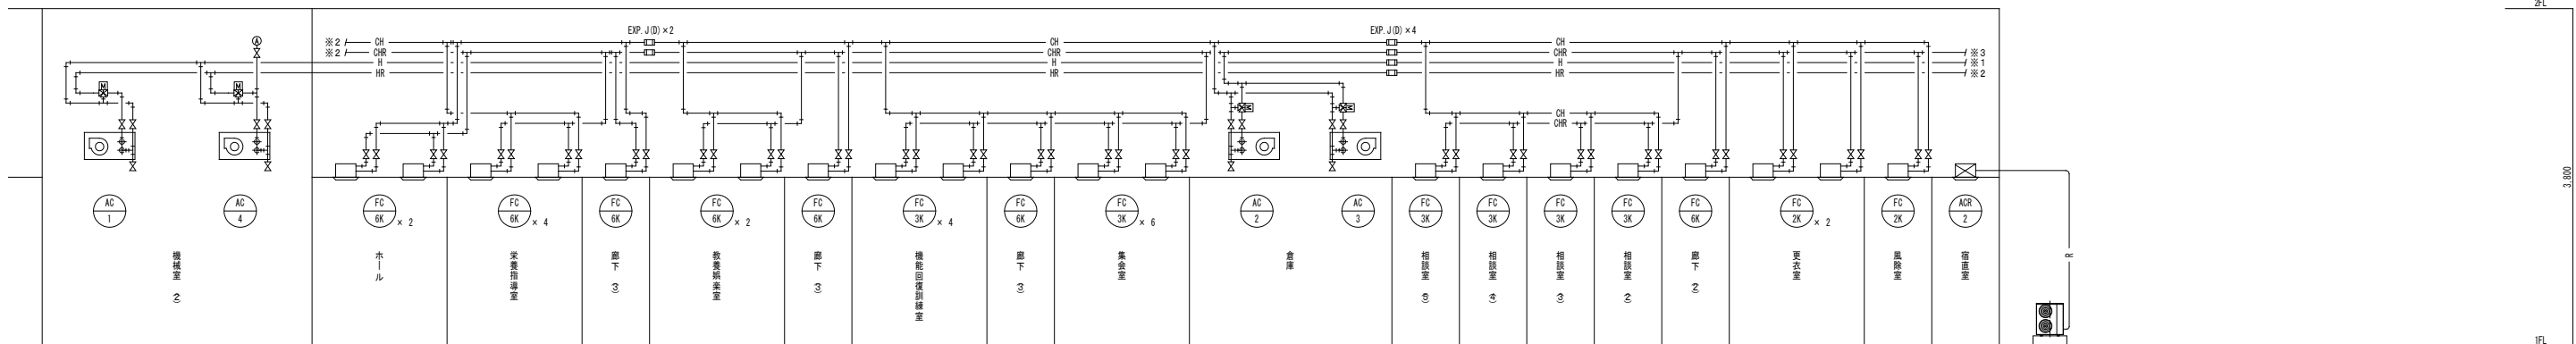 2FL
EXP.J(D)×2
EXP.J(D)×4
※2 CH CH CH
※2 CHR CHR CHR ※3
H H H ※1
HR HR HR ※2
CH
CHR
M
M
M
M
A
3.800
AC
1
AC
4
FC
6K × 2
FC
6K × 4
FC
6K
FC
6K × 2
FC
6K
FC
3K × 4
FC
6K
FC
3K × 6
AC
2
AC
3
FC
3K
FC
3K
FC
3K
FC
3K
FC
6K
FC
2K × 2
FC
2K
ACR
2
機械室(2)
ホール
栄養指導室
廊下(3)
教養娯楽室
廊下(3)
機能回復訓練室
廊下(3)
集会室
倉庫
相談室(5)
相談室(4)
相談室(3)
相談室(2)
廊下(2)
更衣室
風除室
宿直室
R
1FL